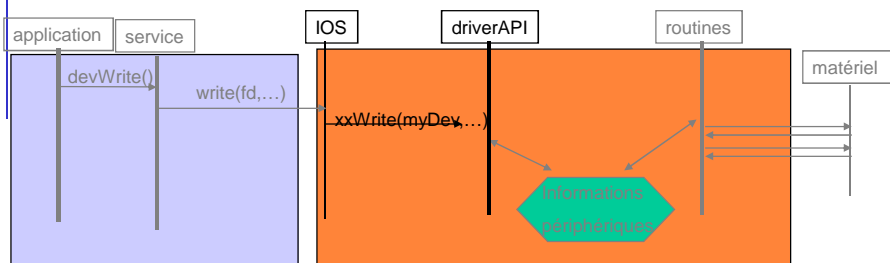 application
service
IOS
driverAPI
routines
matériel
devWrite()
write(fd,…)
xxWrite(myDev,…)
Informations
périphériques